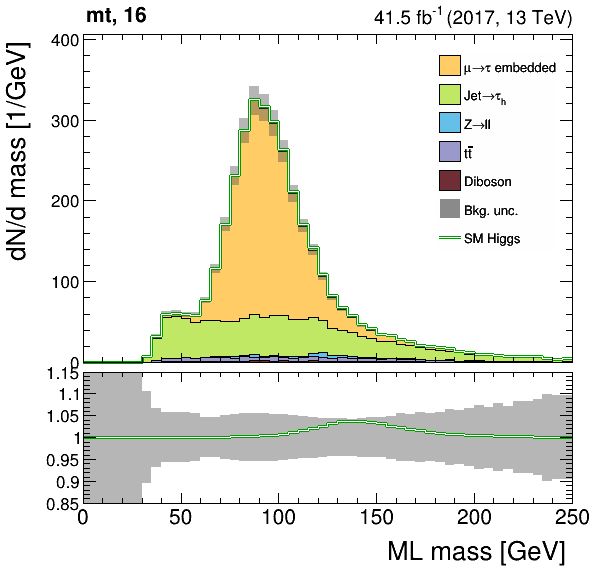 mt, 16
41.5 fb⁻¹ (2017, 13 TeV)
dN/d mass [1/GeV]
400
300
200
100
0
μ→τ embedded
Jet→τₕ
Z→ll
tt̄
Diboson
Bkg. unc.
SM Higgs
1.15
1.1
1.05
1
0.95
0.9
0.85
0 50 100 150 200 250
ML mass [GeV]